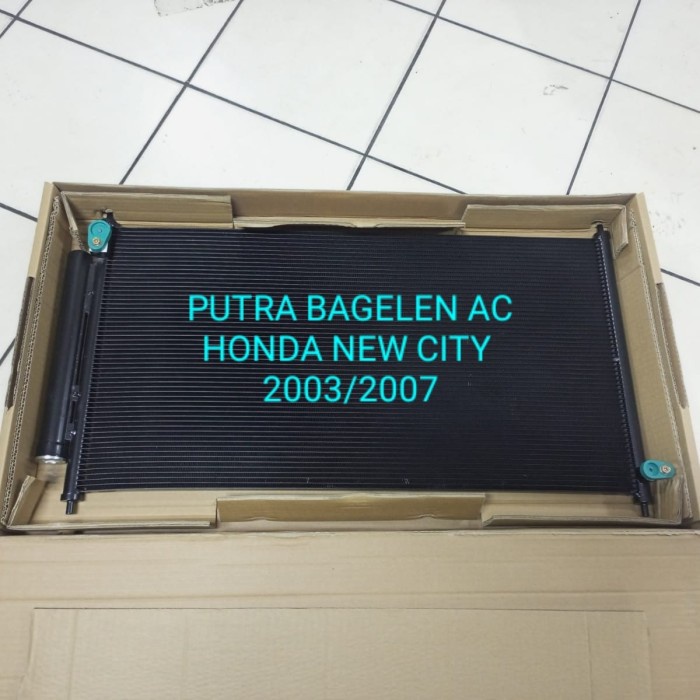 PUTRA BAGELEN AC
HONDA NEW CITY
2003/2007